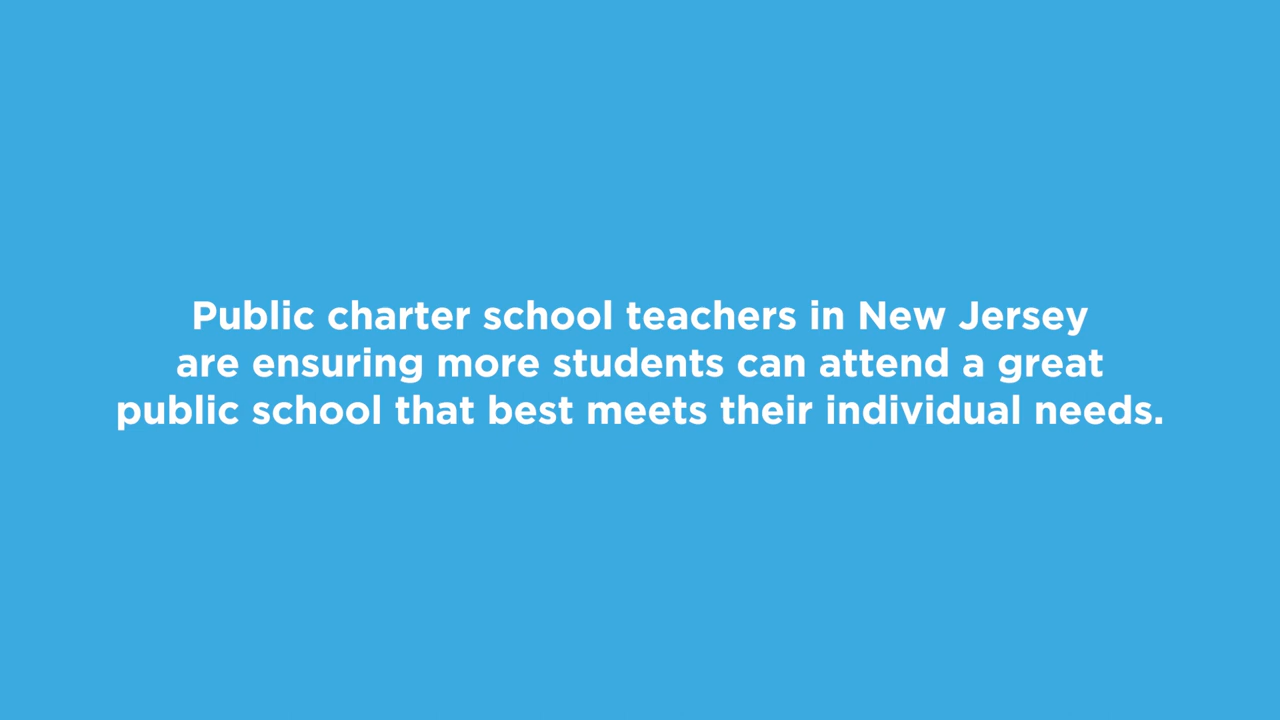 Public charter school teachers in New Jersey
are ensuring more students can attend a great
public school that best meets their individual needs.